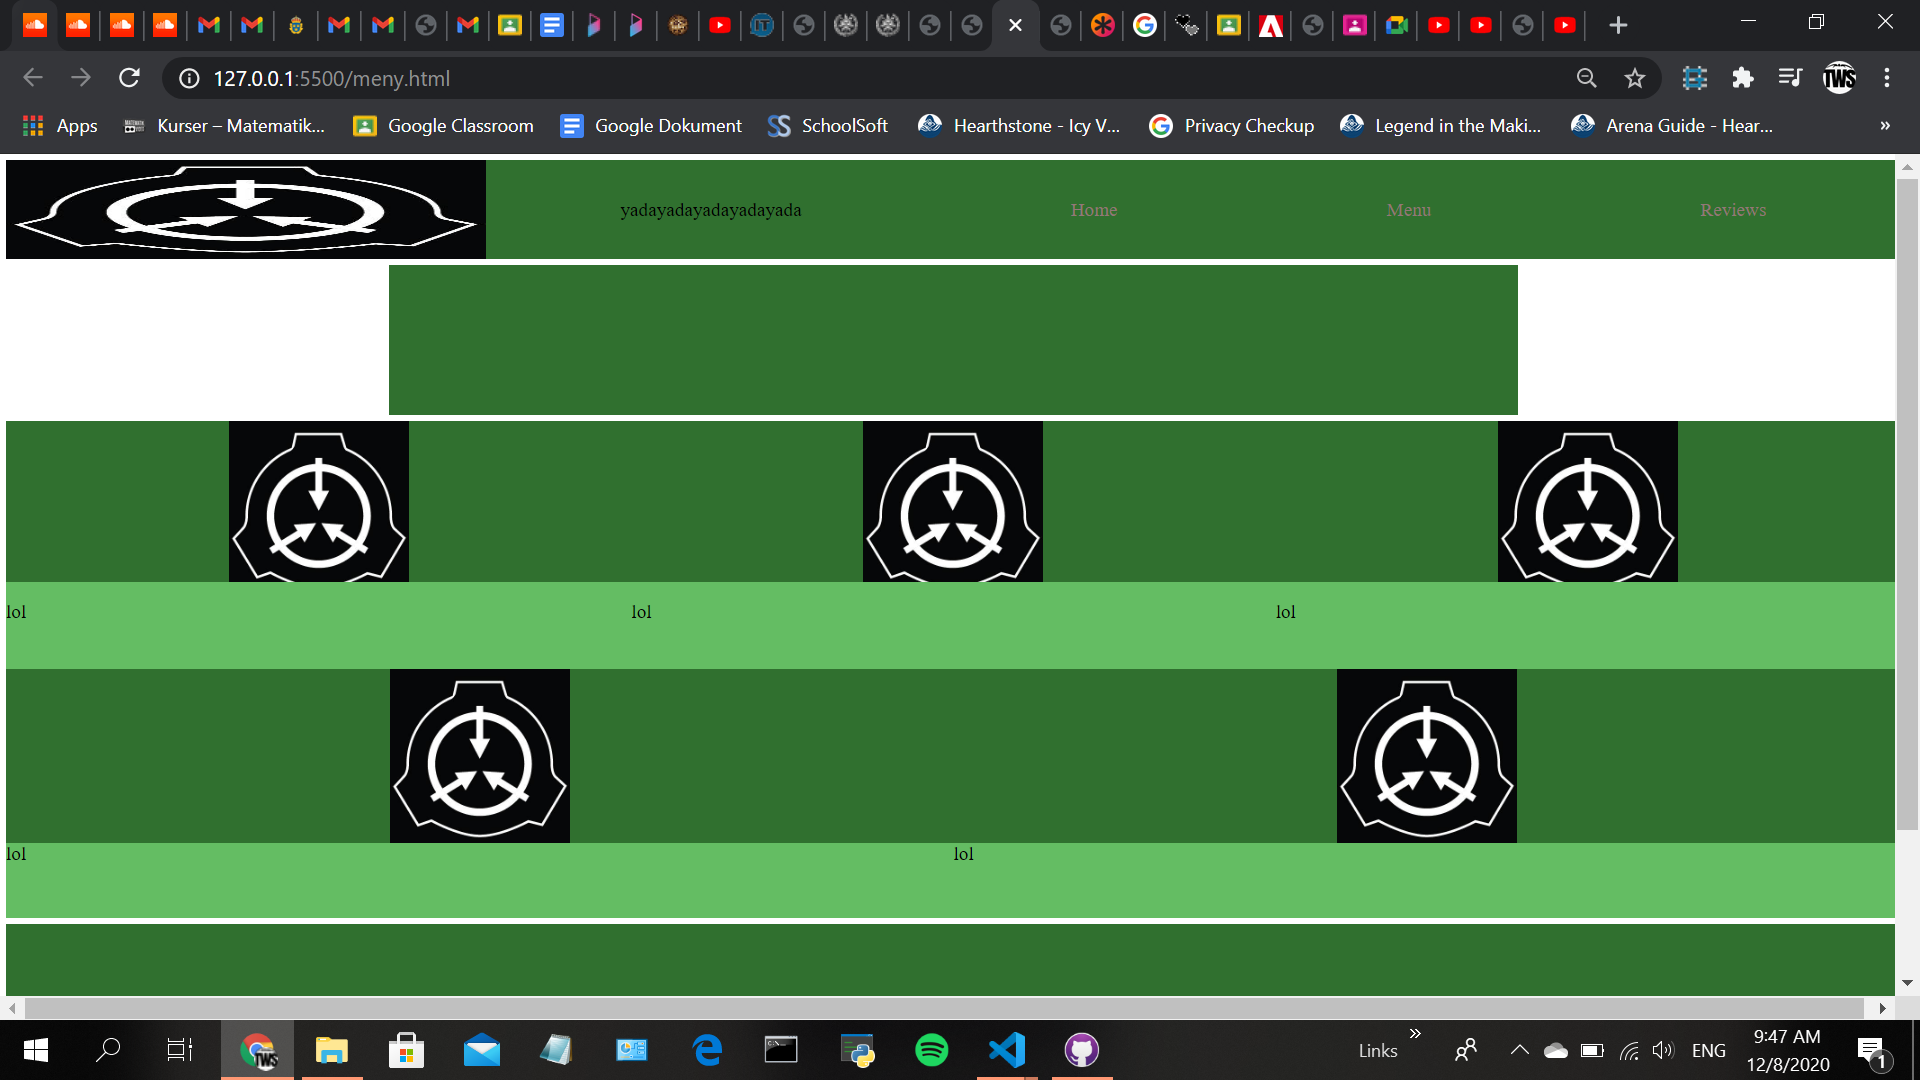 127.0.0.1:5500/meny.html
Apps Kurser – Matematik... Google Classroom Google Dokument SchoolSoft Hearthstone - Icy V... Privacy Checkup Legend in the Maki... Arena Guide - Hear... »
yadayadayadayadayada Home Menu Reviews
lol lol lol
lol lol
Links » ENG 9:47 AM
12/8/2020 1